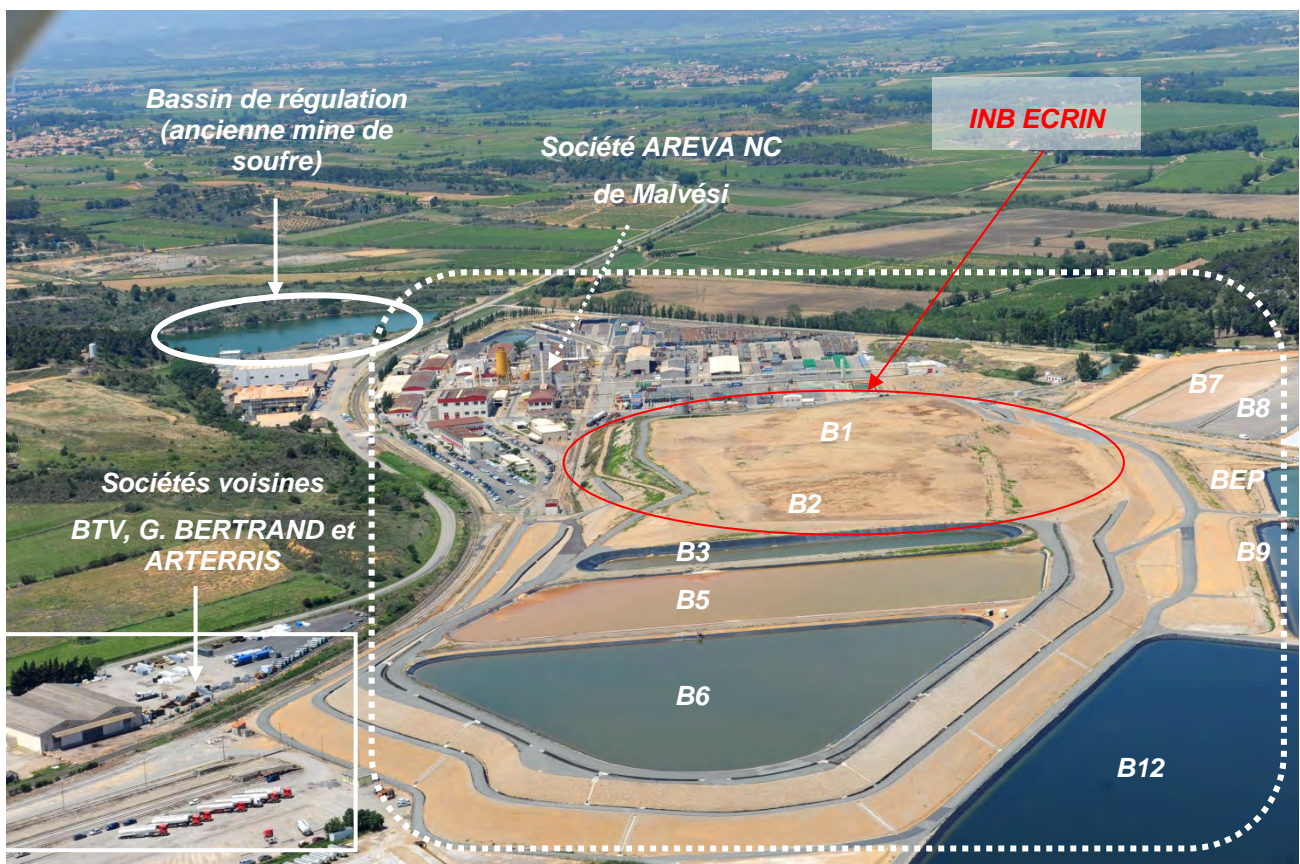 Bassin de régulation
(ancienne mine de
soufre)
Société AREVA NC
de Malvési
INB ECRIN
B7
B8
B1
BEP
Sociétés voisines
BTV, G. BERTRAND et
ARTERRIS
B2
B3
B9
B5
B6
B12